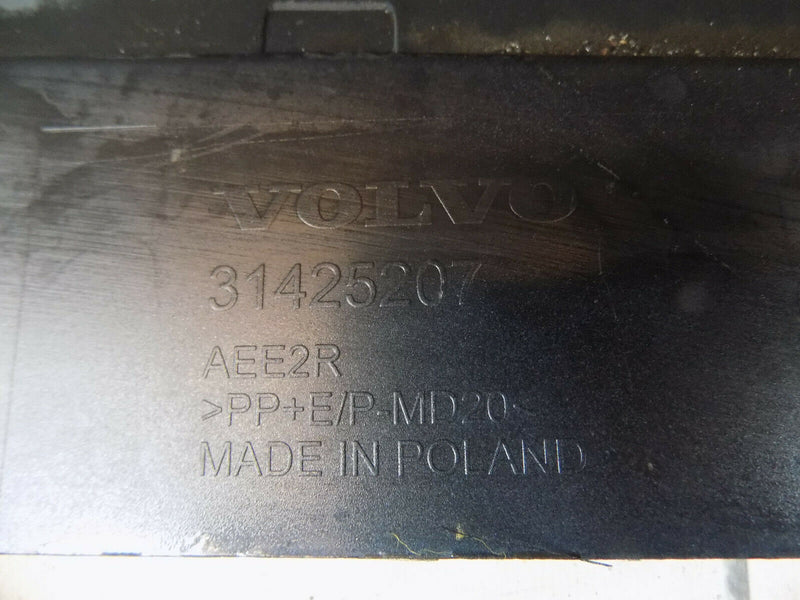 VOLVO
31425207
AEE2R
>PP+E/P-MD20<
MADE IN POLAND